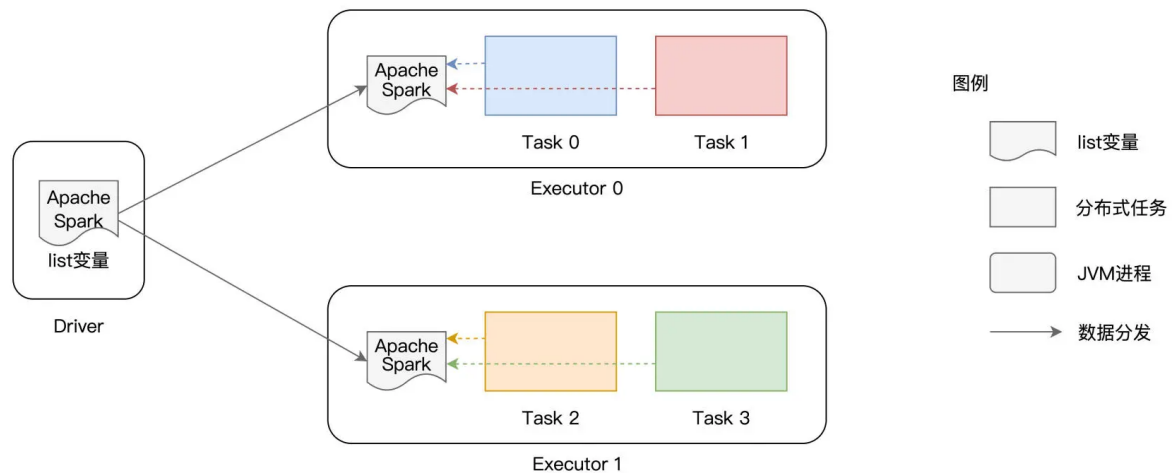 Apache
Spark
list变量
Driver
Apache
Spark
Task 0
Task 1
Executor 0
Apache
Spark
Task 2
Task 3
Executor 1
图例
list变量
分布式任务
JVM进程
数据分发